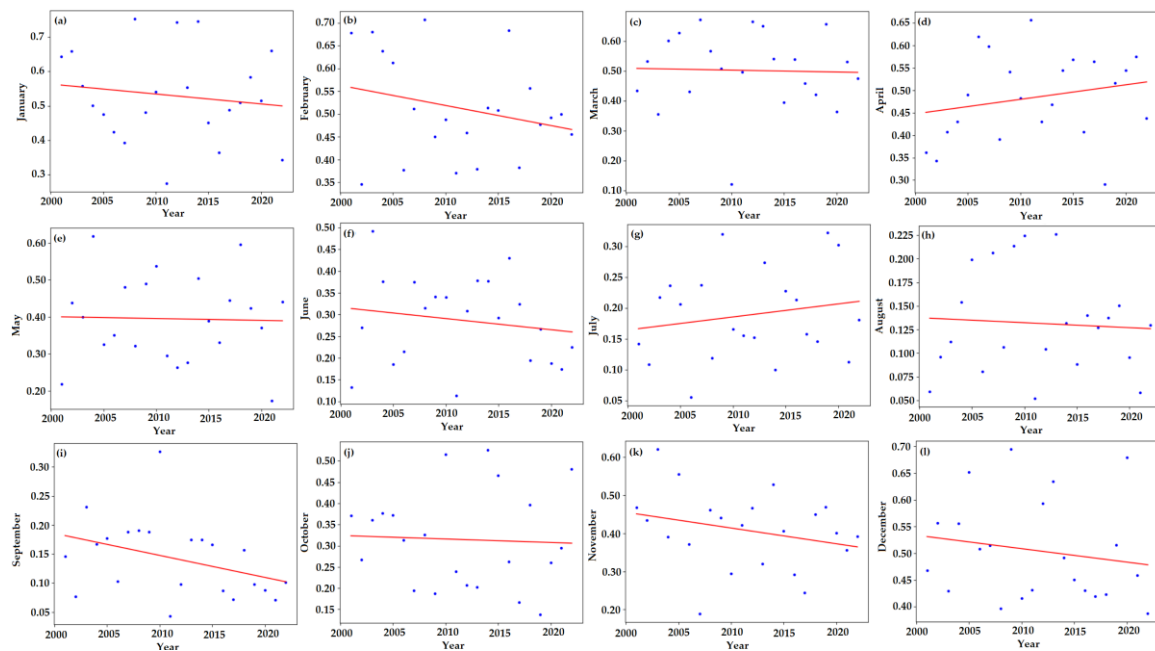 (a)
January
0.7
0.6
0.5
0.4
0.3
2000 2005 2010 2015 2020
Year
(b)
February
0.70
0.65
0.60
0.55
0.50
0.45
0.40
0.35
2000 2005 2010 2015 2020
Year
(c)
March
0.70
0.60
0.50
0.40
0.30
0.20
0.10
2000 2005 2010 2015 2020
Year
(d)
April
0.65
0.60
0.55
0.50
0.45
0.40
0.35
0.30
2000 2005 2010 2015 2020
Year
(e)
May
0.60
0.50
0.40
0.30
0.20
2000 2005 2010 2015 2020
Year
(f)
June
0.50
0.45
0.40
0.35
0.30
0.25
0.20
0.15
0.10
2000 2005 2010 2015 2020
Year
(g)
July
0.30
0.25
0.20
0.15
0.10
0.05
2000 2005 2010 2015 2020
Year
(h)
August
0.225
0.200
0.175
0.150
0.125
0.100
0.075
0.050
2000 2005 2010 2015 2020
Year
(i)
September
0.30
0.25
0.20
0.15
0.10
0.05
2000 2005 2010 2015 2020
Year
(j)
October
0.50
0.45
0.40
0.35
0.30
0.25
0.20
0.15
2000 2005 2010 2015 2020
Year
(k)
November
0.60
0.50
0.40
0.30
0.20
2000 2005 2010 2015 2020
Year
(l)
December
0.70
0.65
0.60
0.55
0.50
0.45
0.40
2000 2005 2010 2015 2020
Year